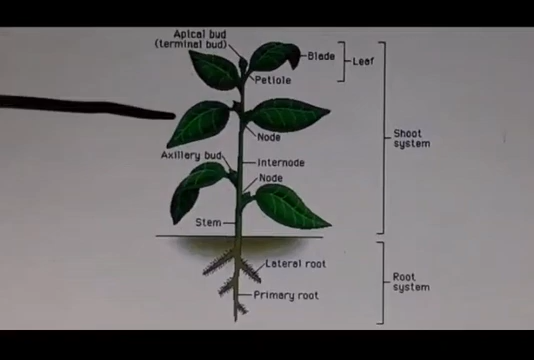 Apical bud
(terminal bud)
Blade
Leaf
Petiole
Node
Shoot
system
Axillary bud
Internode
Node
Stem
Lateral root
Root
system
Primary root